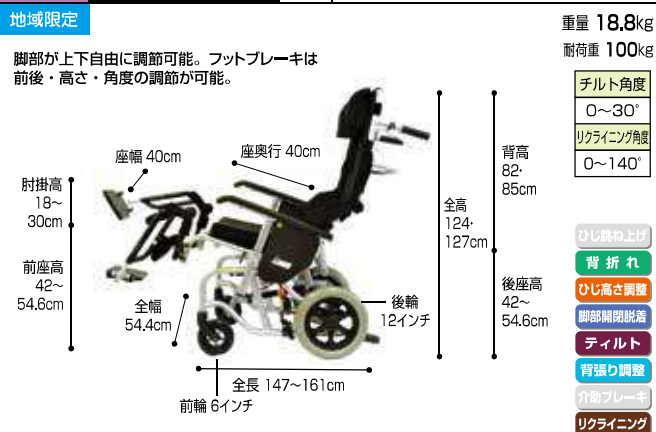 地域限定
脚部が上下自由に調節可能。フットブレーキは
前後・高さ・角度の調節が可能。
重量 18.8kg
耐荷重 100kg
チルト角度
0～30°
リクライニング角度
0～140°
座幅 40cm
座奥行 40cm
肘掛高
18～
30cm
前座高
42～
54.6cm
全幅
54.4cm
全長 147～161cm
前輪 6インチ
後輪
12インチ
全高
124・
127cm
背高
82・
85cm
後座高
42～
54.6cm
ひじ跳ね上げ
背折れ
ひじ高さ調整
脚部開閉脱着
ティルト
背張り調整
介助ブレーキ
リクライニング